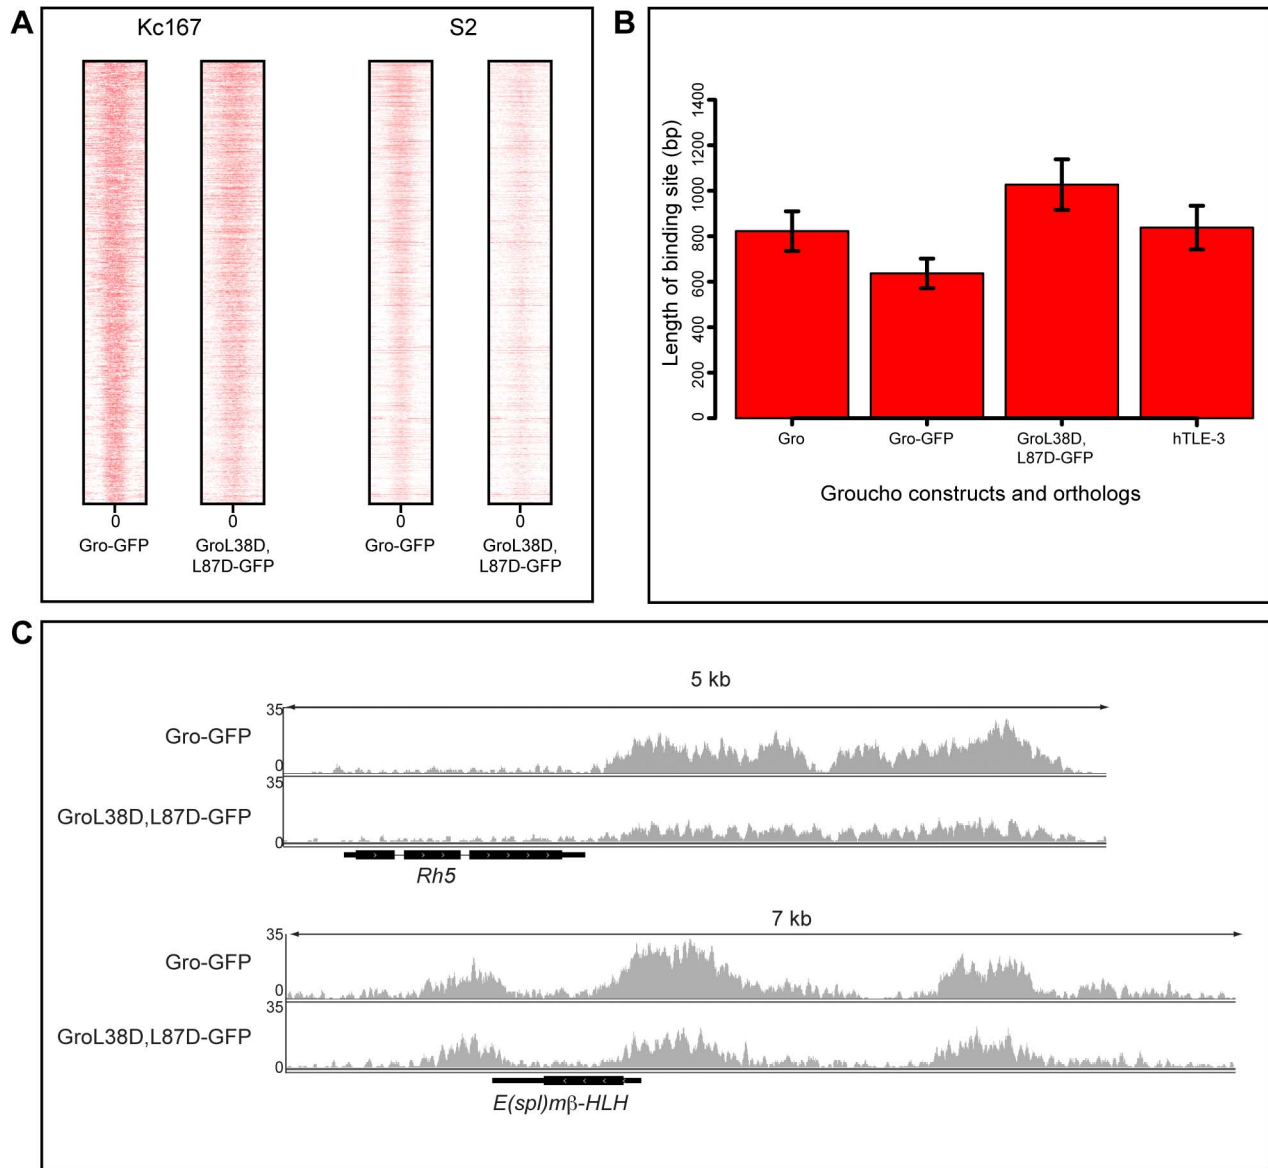 A
Kc167
S2
0
0
0
0
Gro-GFP
GroL38D,
L87D-GFP
Gro-GFP
GroL38D,
L87D-GFP
B
Length of binding site (bp)
1400
1200
1000
800
600
400
200
0
Gro
Gro-GFP
GroL38D,
L87D-GFP
hTLE-3
Groucho constructs and orthologs
C
5 kb
35
Gro-GFP
0
35
GroL38D,L87D-GFP
0
Rh5
7 kb
35
Gro-GFP
0
35
GroL38D,L87D-GFP
0
E(spl)mβ-HLH